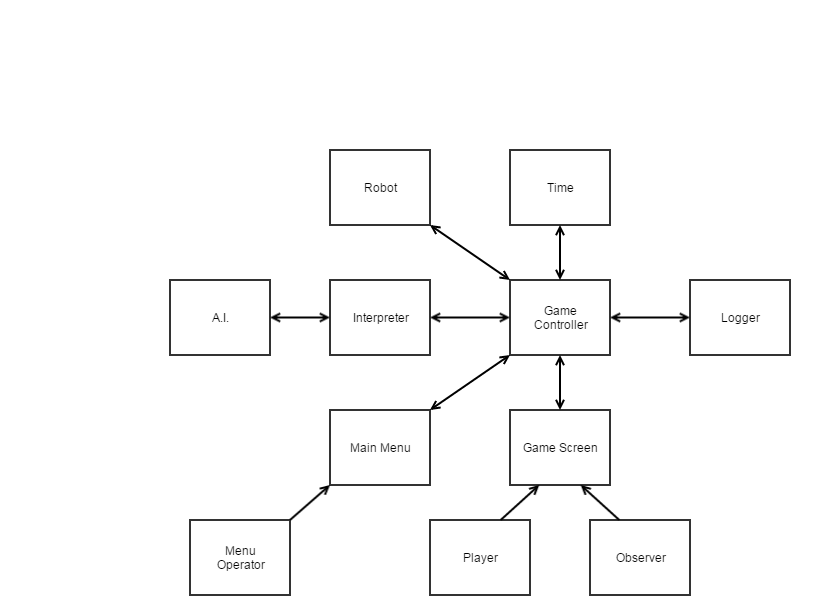 Robot
Time
A.I.
Interpreter
Game
Controller
Logger
Main Menu
Game Screen
Menu
Operator
Player
Observer